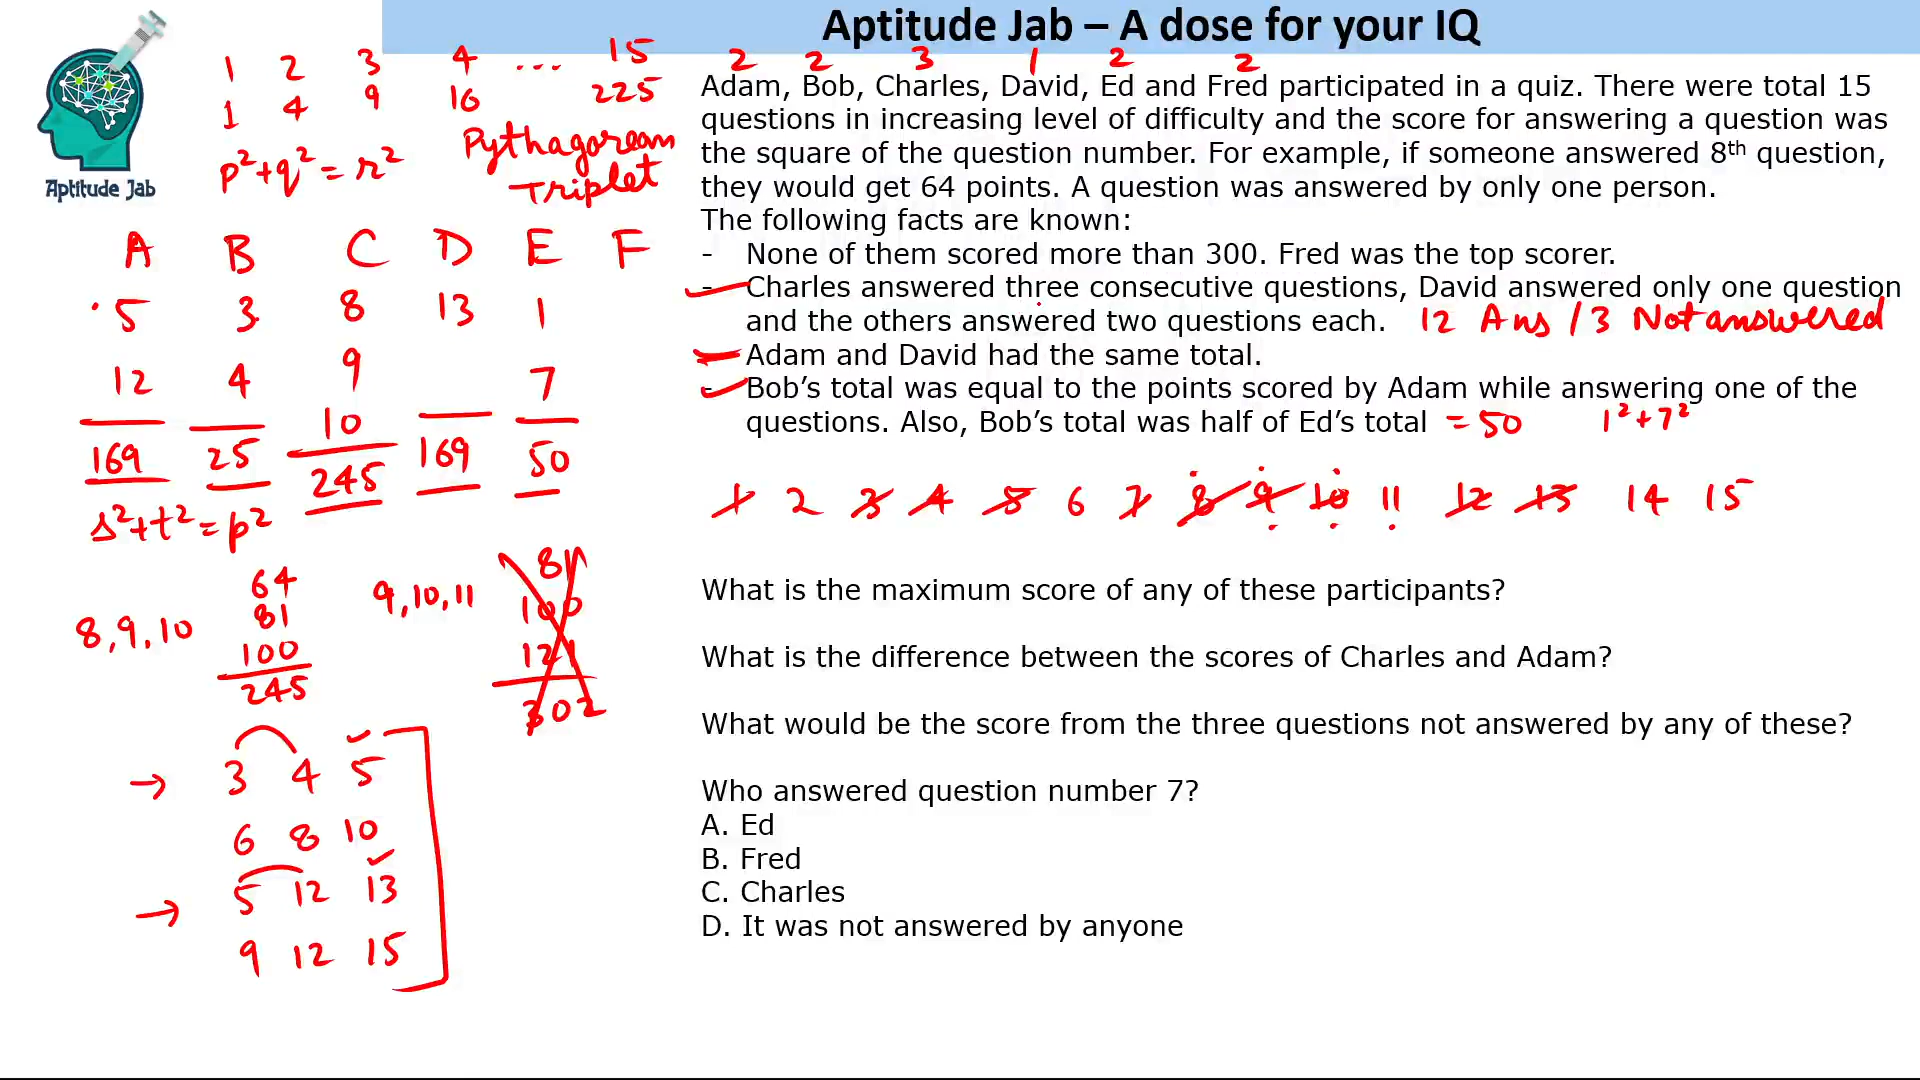 Aptitude Jab – A dose for your IQ
Aptitude Jab
1 2 3 4 ... 15
1 4 9 16 225
p²+q² = r²
Pythagorean
Triplet
A B C D E F
5 3 8 13 1
12 4 9 7
10
169 25 245 169 50
s²+t² = p²
8, 9, 10
64
81
100
245
9, 10, 11
81
100
121
302
→ 3 4 5
6 8 10
→ 5 12 13
9 12 15
2 2 3 1 2 2
Adam, Bob, Charles, David, Ed and Fred participated in a quiz. There were total 15
questions in increasing level of difficulty and the score for answering a question was
the square of the question number. For example, if someone answered 8th question,
they would get 64 points. A question was answered by only one person.
The following facts are known:
- None of them scored more than 300. Fred was the top scorer.
- Charles answered three consecutive questions, David answered only one question
and the others answered two questions each. 12 Ans / 3 Not answered
- Adam and David had the same total.
- Bob’s total was equal to the points scored by Adam while answering one of the
questions. Also, Bob’s total was half of Ed’s total = 50 1²+7²
1 2 3 4 5 6 7 8 9 10 11 12 13 14 15
What is the maximum score of any of these participants?
What is the difference between the scores of Charles and Adam?
What would be the score from the three questions not answered by any of these?
Who answered question number 7?
A. Ed
B. Fred
C. Charles
D. It was not answered by anyone